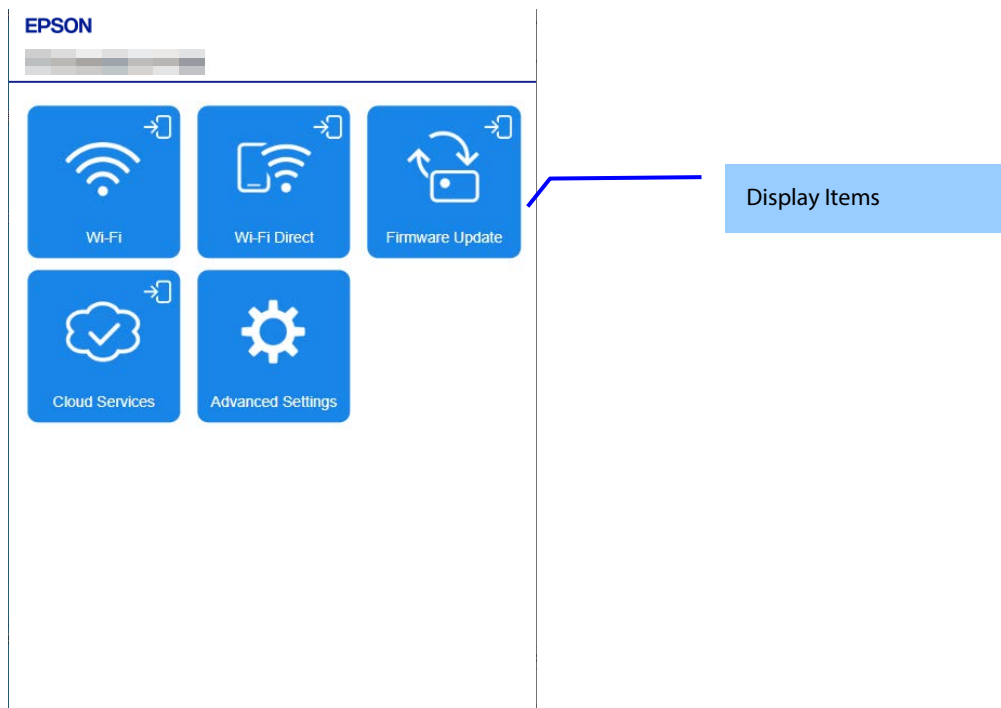 EPSON
Wi-Fi
Wi-Fi Direct
Firmware Update
Display Items
Cloud Services
Advanced Settings